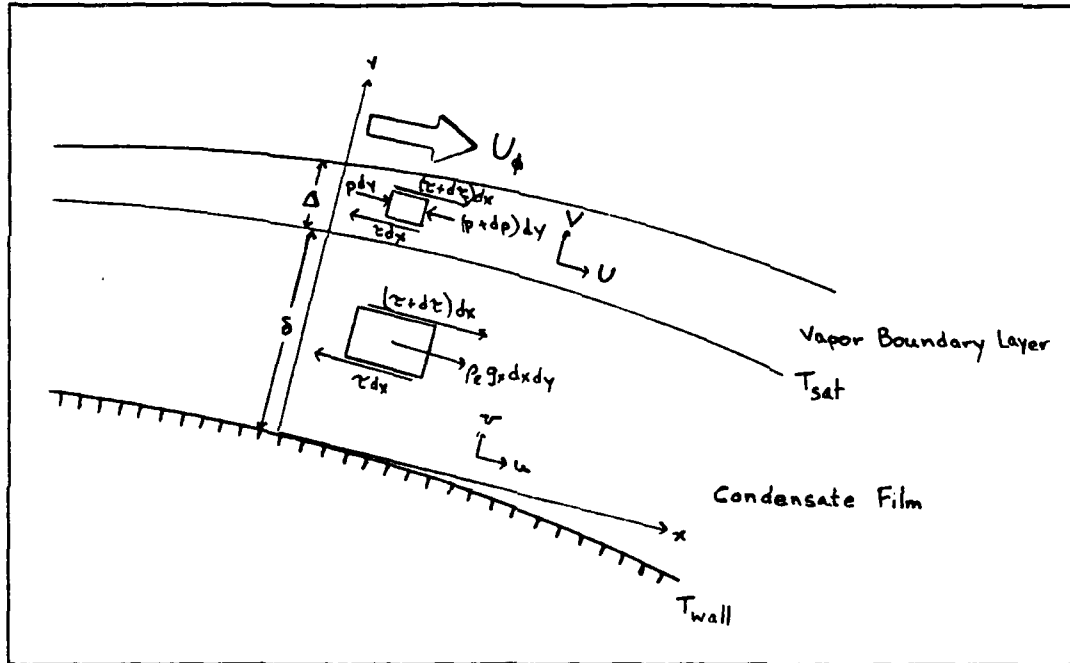 y
U_ϕ
Δ
p dy
(τ+dτ)dx
τdx
(p+dp)dy
V
U
δ
(τ+dτ)dx
τdx
ρ_ℓ g_x dx dy
Vapor Boundary Layer
T_sat
v
u
Condensate Film
x
T_wall